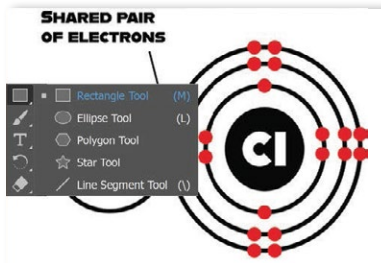 SHARED PAIR
OF ELECTRONS
Rectangle Tool (M)
Ellipse Tool (L)
Polygon Tool
Star Tool
Line Segment Tool (\)
T
Cl